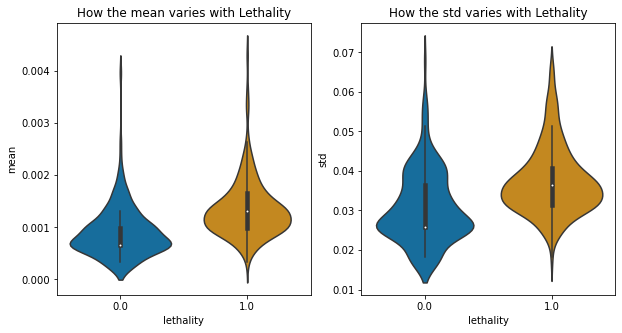 How the mean varies with Lethality
0.004
0.003
0.002
0.001
0.000
mean
0.0
1.0
lethality
How the std varies with Lethality
0.07
0.06
0.05
0.04
0.03
0.02
0.01
std
0.0
1.0
lethality